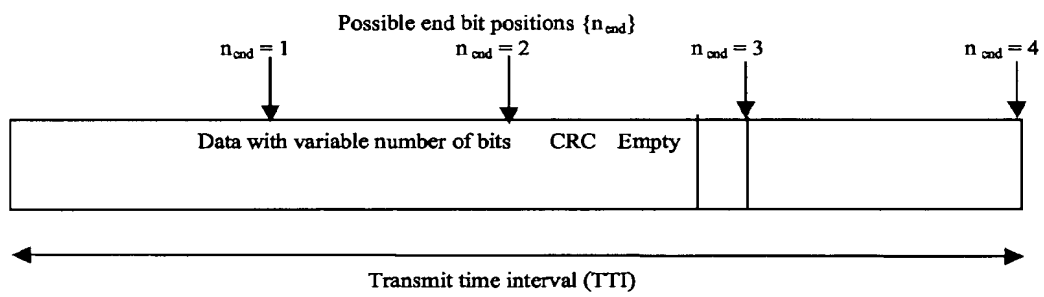 Possible end bit positions {n_end}
n_end = 1 n_end = 2 n_end = 3 n_end = 4
Data with variable number of bits CRC Empty
Transmit time interval (TTI)